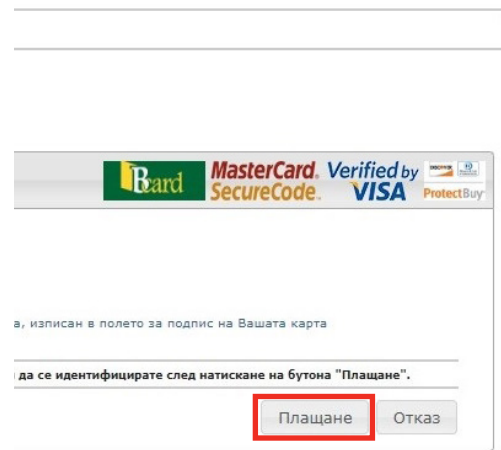 Bcard MasterCard. SecureCode. Verified by VISA DISCOVER ProtectBuy
а, изписан в полето за подпис на Вашата карта
да се идентифицирате след натискане на бутона "Плащане".
Плащане Отказ